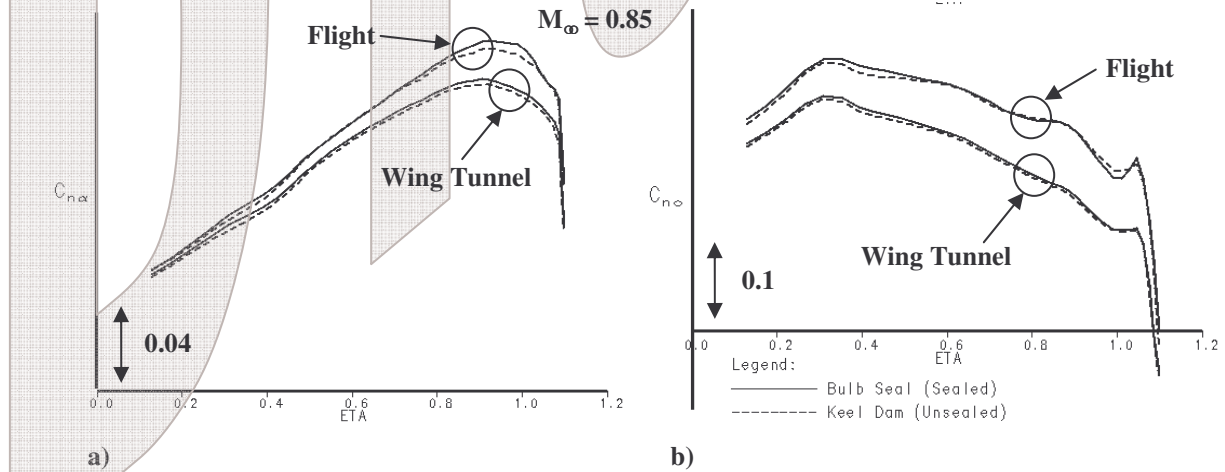 M∞ = 0.85
Flight
Wing Tunnel
Cnα
0.04
0.0 0.2 0.4 0.6 0.8 1.0 1.2
ETA
a)
Flight
Wing Tunnel
Cno
0.1
0.0 0.2 0.4 0.6 0.8 1.0 1.2
ETA
Legend:
Bulb Seal (Sealed)
Keel Dam (Unsealed)
b)